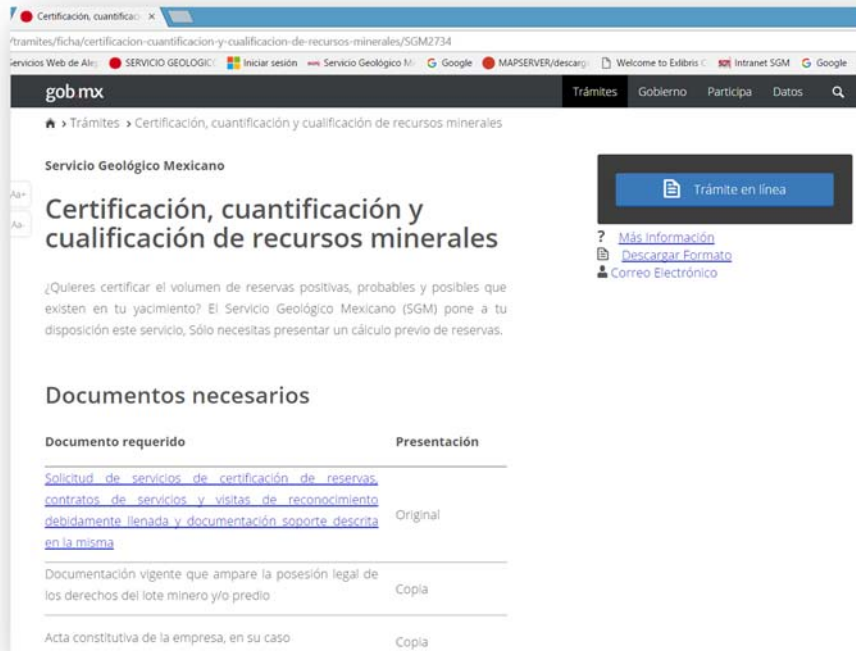 Certificación, cuantificac
×
/tramites/ficha/certificacion-cuantificacion-y-cualificacion-de-recursos-minerales/SGM2734
Servicios Web de Ale
SERVICIO GEOLOGIC
Iniciar sesión
Servicio Geológico M
Google
MAPSERVER/descarg
Welcome to Exlibris C
SGM
Intranet SGM
Google
gob.mx
Trámites
Gobierno
Participa
Datos
> Trámites > Certificación, cuantificación y cualificación de recursos minerales
Aa+
Aa-
Servicio Geológico Mexicano
Certificación, cuantificación y
cualificación de recursos minerales
¿Quieres certificar el volumen de reservas positivas, probables y posibles que
existen en tu yacimiento? El Servicio Geológico Mexicano (SGM) pone a tu
disposición este servicio, Sólo necesitas presentar un cálculo previo de reservas.
Trámite en línea
? Más Información
Descargar Formato
Correo Electrónico
Documentos necesarios
Documento requerido Presentación
Solicitud de servicios de certificación de reservas,
contratos de servicios y visitas de reconocimiento
debidamente llenada y documentación soporte descrita
en la misma
Original
Documentación vigente que ampare la posesión legal de
los derechos del lote minero y/o predio
Copia
Acta constitutiva de la empresa, en su caso
Copia